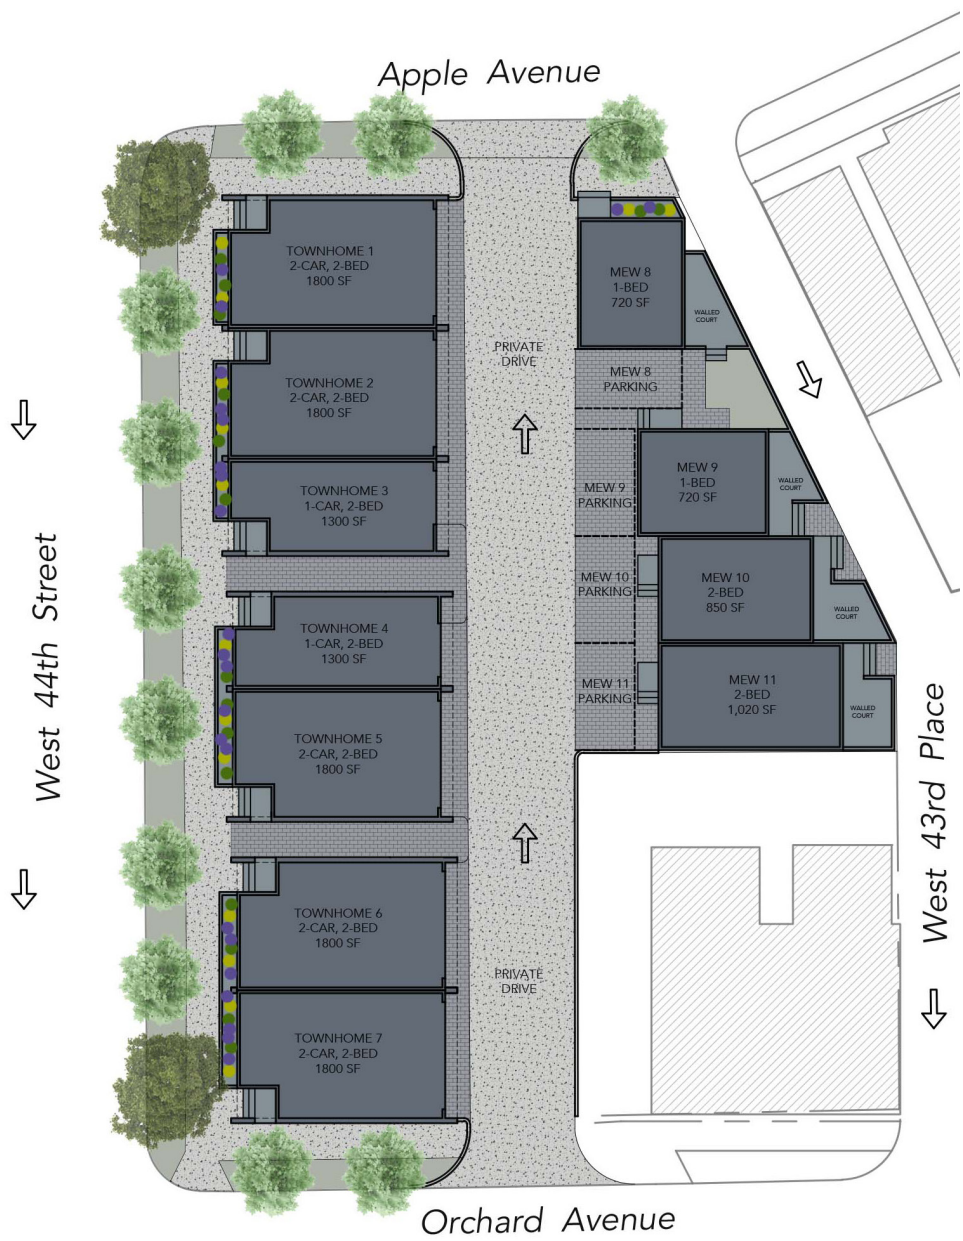 Apple Avenue
TOWNHOME 1
2-CAR, 2-BED
1800 SF
MEW 8
1-BED
720 SF
WALLED
COURT
PRIVATE
DRIVE
MEW 8
PARKING
TOWNHOME 2
2-CAR, 2-BED
1800 SF
TOWNHOME 3
1-CAR, 2-BED
1300 SF
MEW 9
PARKING
MEW 9
1-BED
720 SF
WALLED
COURT
West 44th Street
MEW 10
PARKING
MEW 10
2-BED
850 SF
WALLED
COURT
TOWNHOME 4
1-CAR, 2-BED
1300 SF
MEW 11
PARKING
MEW 11
2-BED
1,020 SF
WALLED
COURT
TOWNHOME 5
2-CAR, 2-BED
1800 SF
West 43rd Place
TOWNHOME 6
2-CAR, 2-BED
1800 SF
PRIVATE
DRIVE
TOWNHOME 7
2-CAR, 2-BED
1800 SF
Orchard Avenue